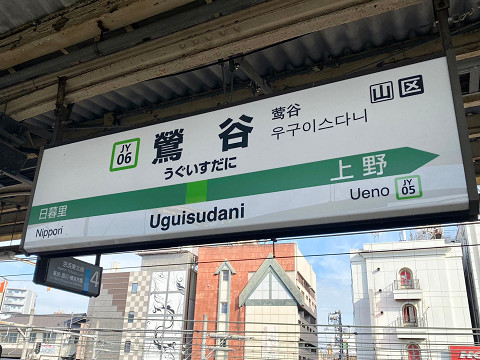 JY
06
鶯谷
莺谷
우구이스다니
山 区
うぐいすだに
日暮里
上野
Nippori
Uguisudani
Ueno
JY
05
4